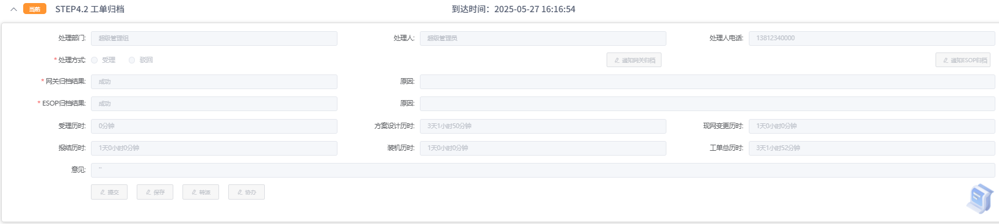 当前 STEP4.2 工单归档 到达时间：2025-05-27 16:16:54
处理部门: 超级管理组 处理人: 超级管理员 处理人电话: 13812340000
* 处理方式: 受理 驳回 通知网关归档 通知ESOP归档
* 网关归档结果: 成功 原因:
* ESOP归档结果: 成功 原因:
受理历时: 0分钟 方案设计历时: 3天1小时50分钟 现网变更历时: 1天0小时0分钟
报结历时: 1天0小时0分钟 装机历时: 1天0小时0分钟 工单总历时: 3天1小时52分钟
意见: --
提交 保存 转派 协办